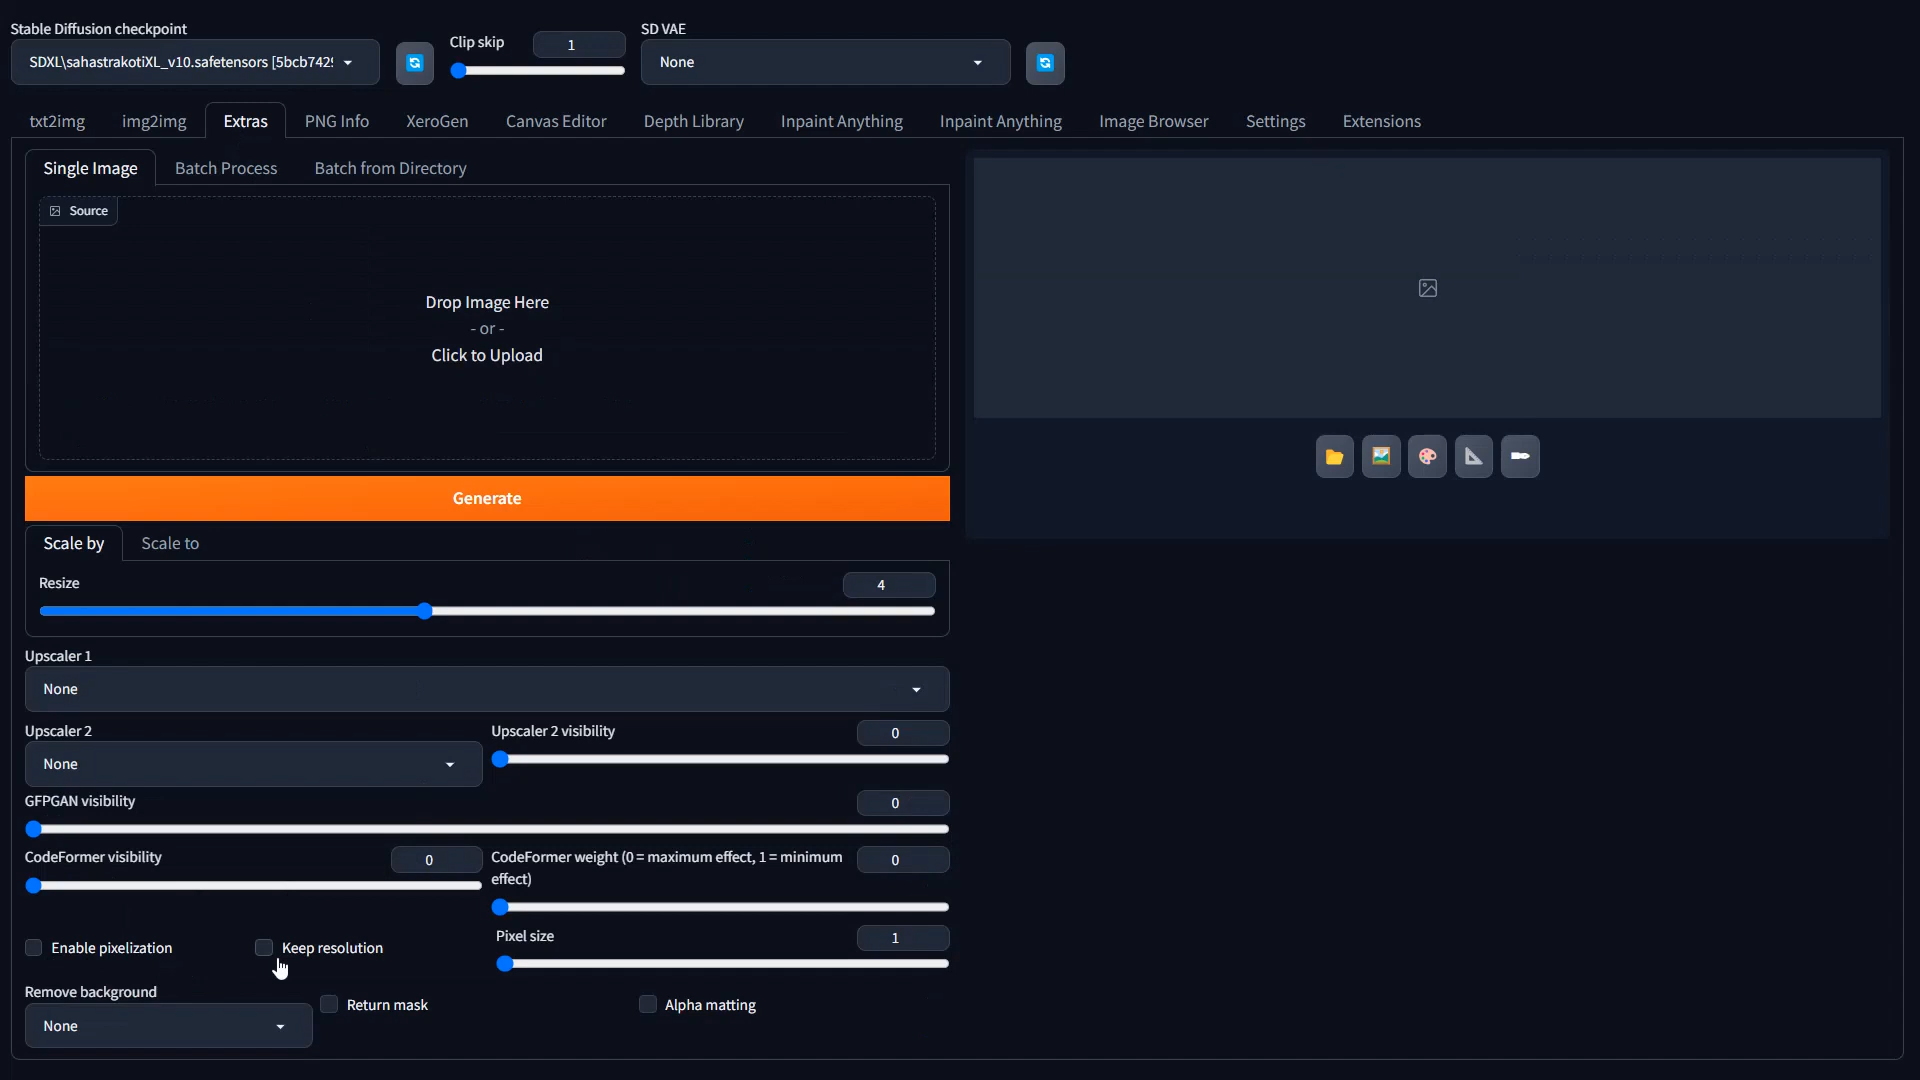 Stable Diffusion checkpoint
SDXL\sahastrakotiXL_v10.safetensors [5bcb742
Clip skip
1
SD VAE
None
txt2img
img2img
Extras
PNG Info
XeroGen
Canvas Editor
Depth Library
Inpaint Anything
Inpaint Anything
Image Browser
Settings
Extensions
Single Image
Batch Process
Batch from Directory
Source
Drop Image Here
- or -
Click to Upload
Generate
Scale by
Scale to
Resize
4
Upscaler 1
None
Upscaler 2
None
Upscaler 2 visibility
0
GFPGAN visibility
0
CodeFormer visibility
0
CodeFormer weight (0 = maximum effect, 1 = minimum
effect)
0
Enable pixelization
Keep resolution
Pixel size
1
Remove background
None
Return mask
Alpha matting